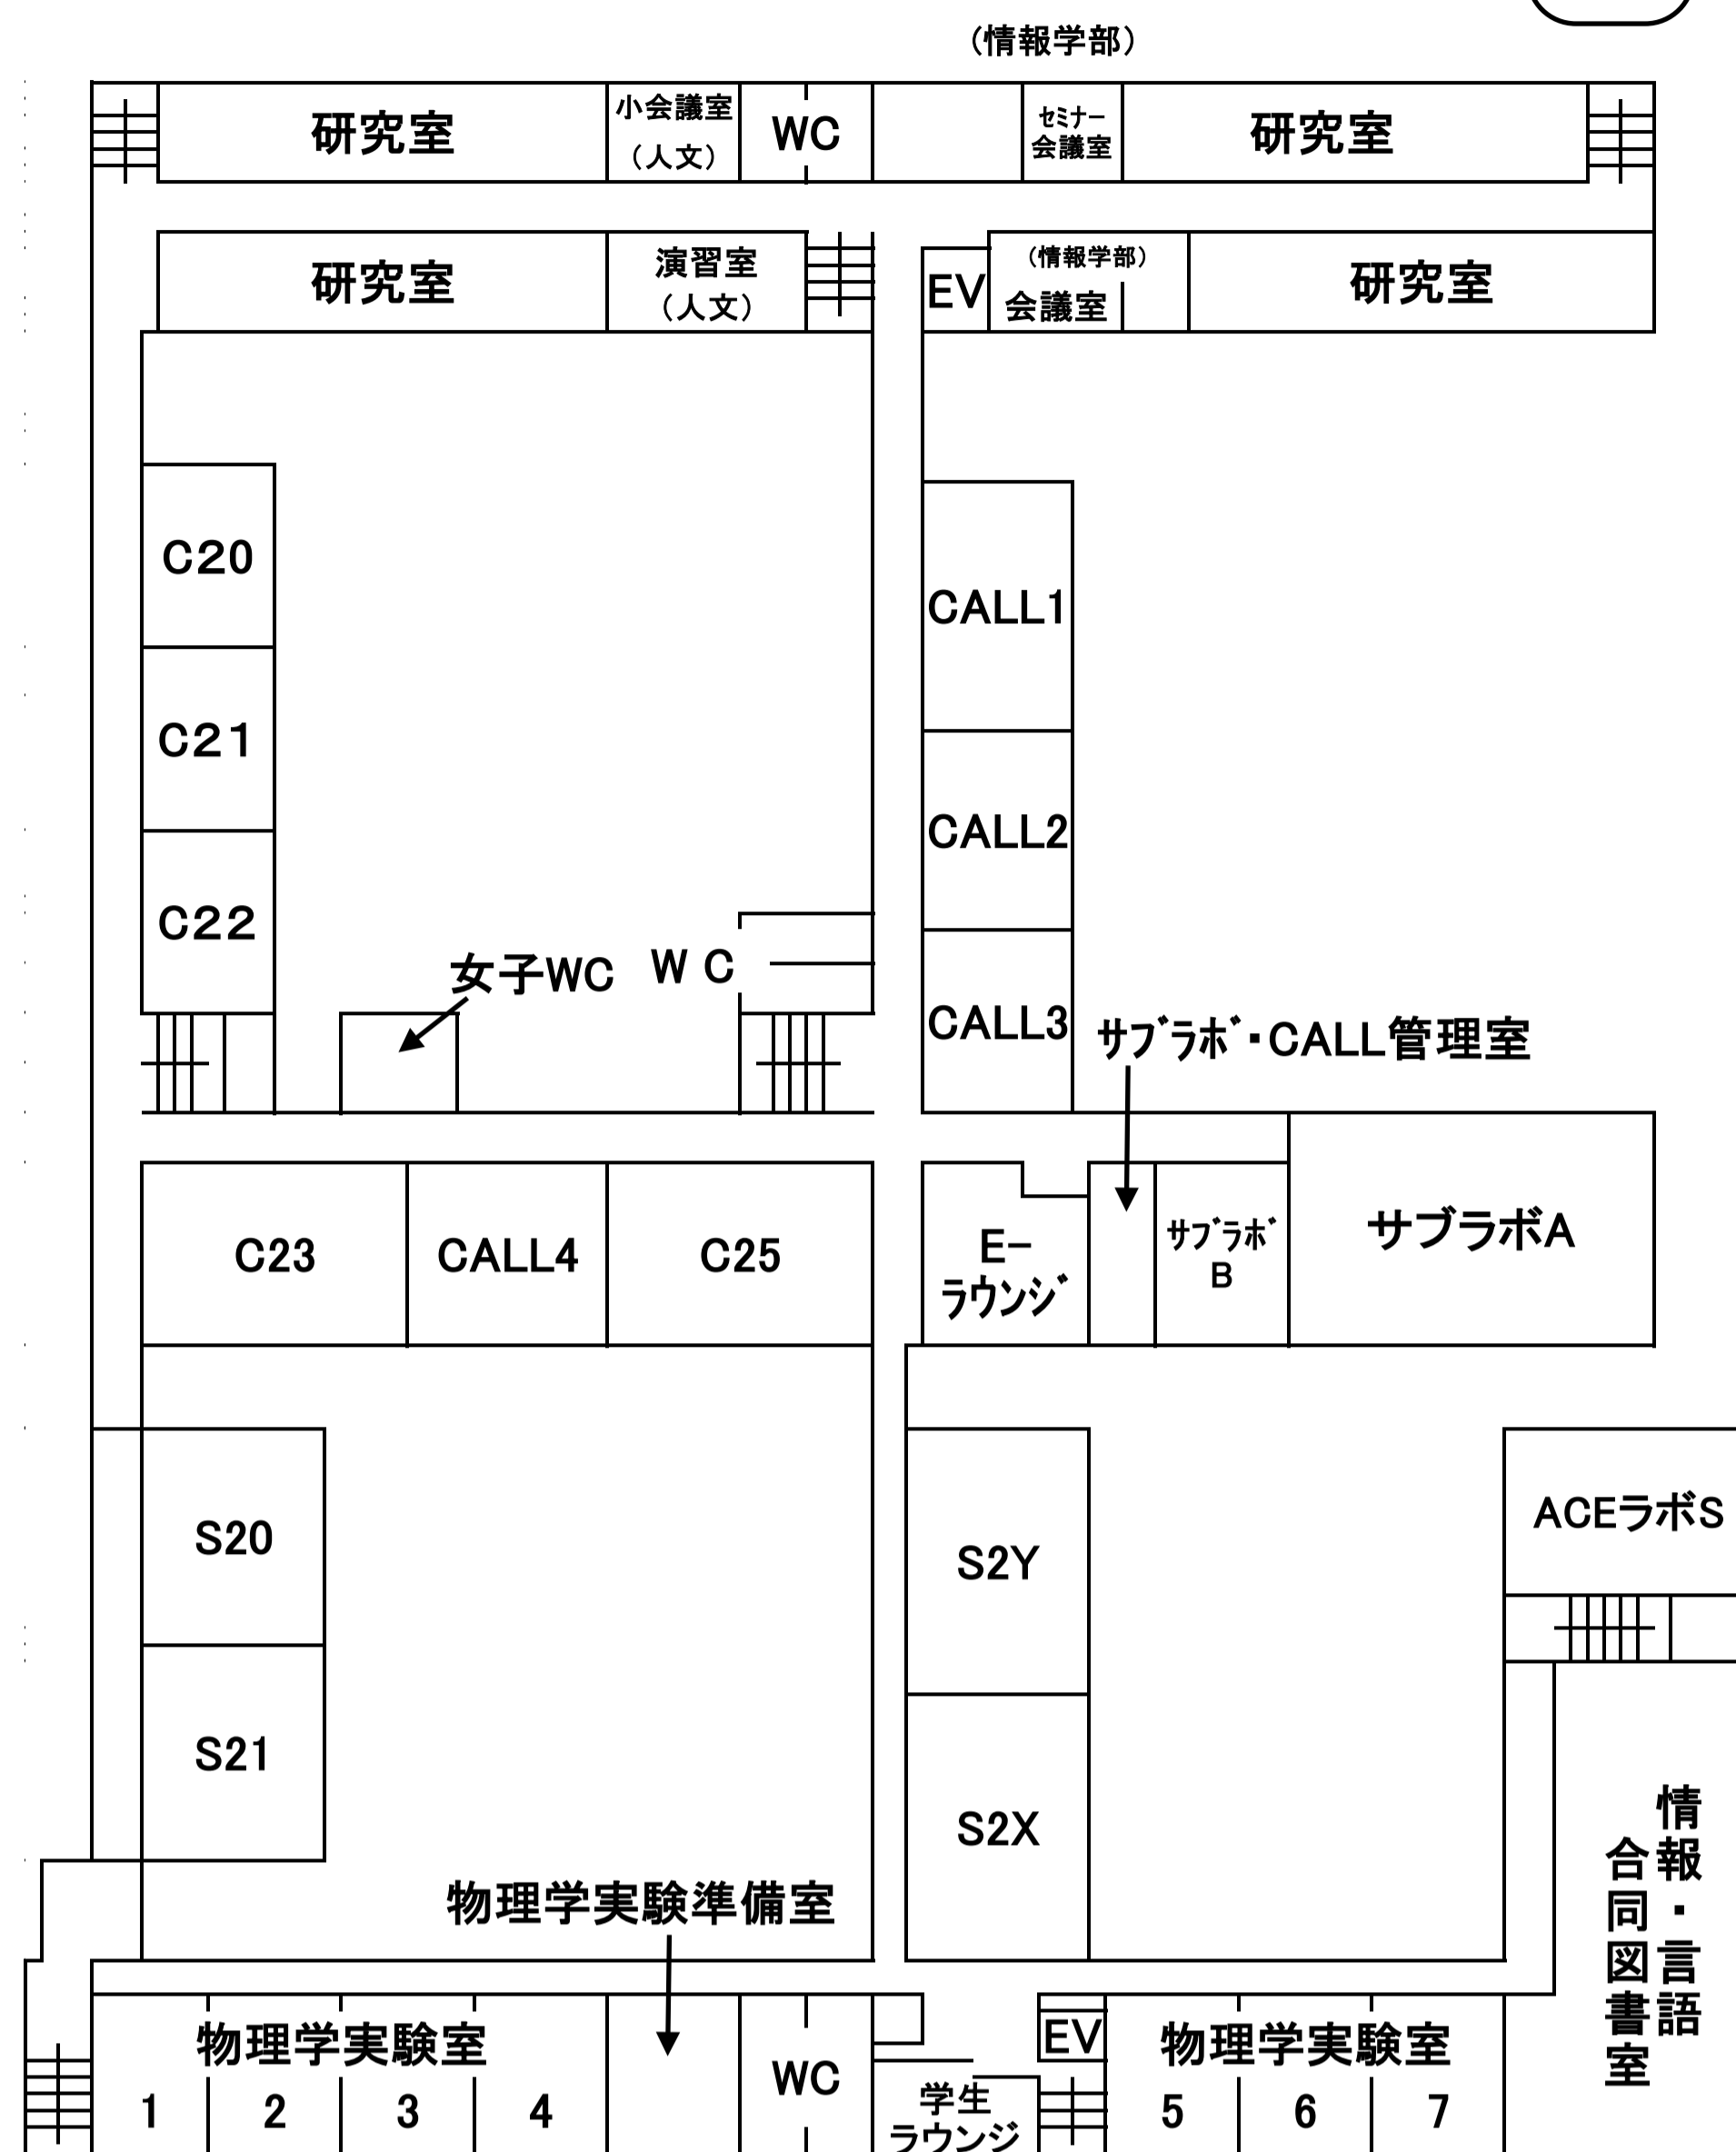 （情報学部）
研究室
小会議室
（人文）
WC
セミナー
会議室
研究室
研究室
演習室
（人文）
EV
（情報学部）
会議室
研究室
C20
CALL1
C21
CALL2
C22
女子WC
WC
CALL3
サブラボ・CALL管理室
C23
CALL4
C25
E－
ラウンジ
サブラボ
B
サブラボA
S20
S2Y
ACEラボS
S21
S2X
情報・言語
合同図書室
物理学実験準備室
物理学実験室
1
2
3
4
WC
学生
ラウンジ
EV
物理学実験室
5
6
7